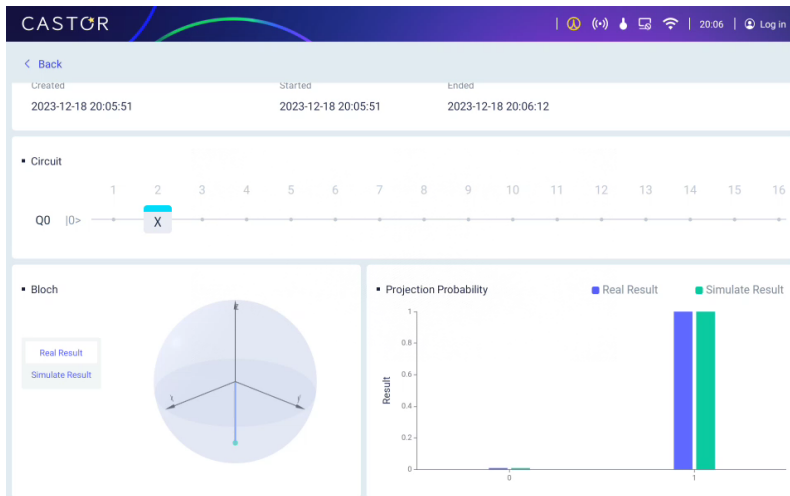 CASTOR
20:06
Log in
Back
Created Started Ended
2023-12-18 20:05:51 2023-12-18 20:05:51 2023-12-18 20:06:12
Circuit
1 2 3 4 5 6 7 8 9 10 11 12 13 14 15 16
Q0 |0> X
Bloch
Real Result
Simulate Result
Projection Probability
Real Result Simulate Result
Result
1
0.8
0.6
0.4
0.2
0
0 1